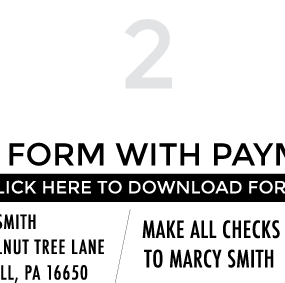 2
FORM WITH PAYM
LICK HERE TO DOWNLOAD FOR
SMITH
LNUT TREE LANE
LL, PA 16650
MAKE ALL CHECKS
TO MARCY SMITH